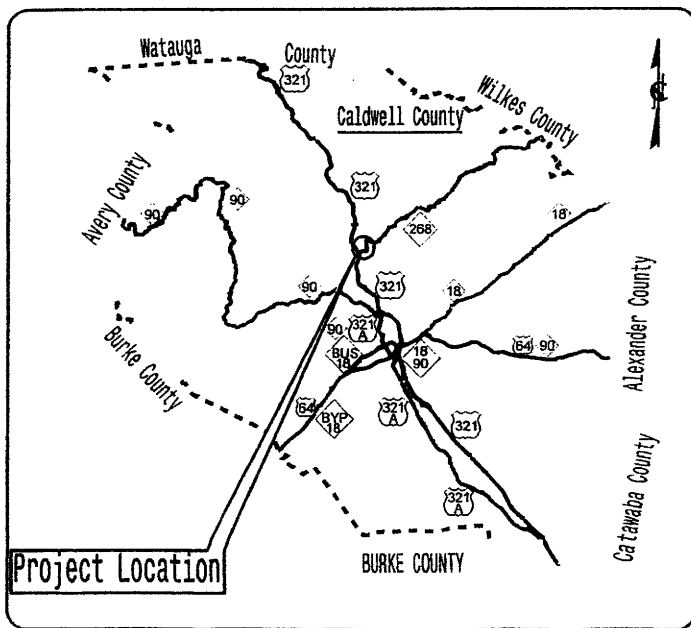 Watauga
County
321
Caldwell County
Wilkes County
Avery County
90
90
321
268
18
90
321
18
Burke County
90
321
A
BUS
18
18
90
64
90
Alexander County
64
BYP
18
321
A
321
321
A
Catawaba County
Project Location
BURKE COUNTY